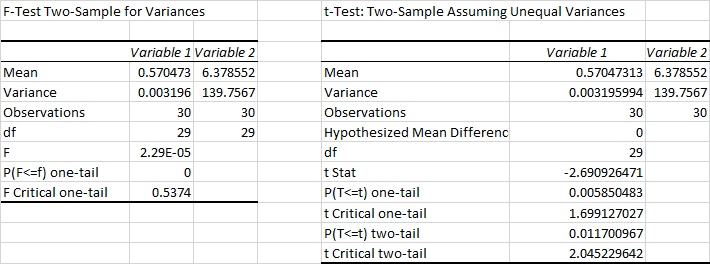 F-Test Two-Sample for Variances
Variable 1 Variable 2
Mean 0.570473 6.378552
Variance 0.003196 139.7567
Observations 30 30
df 29 29
F 2.29E-05
P(F<=f) one-tail 0
F Critical one-tail 0.5374
t-Test: Two-Sample Assuming Unequal Variances
Variable 1 Variable 2
Mean 0.57047313 6.378552
Variance 0.003195994 139.7567
Observations 30 30
Hypothesized Mean Differenc 0
df 29
t Stat -2.690926471
P(T<=t) one-tail 0.005850483
t Critical one-tail 1.699127027
P(T<=t) two-tail 0.011700967
t Critical two-tail 2.045229642